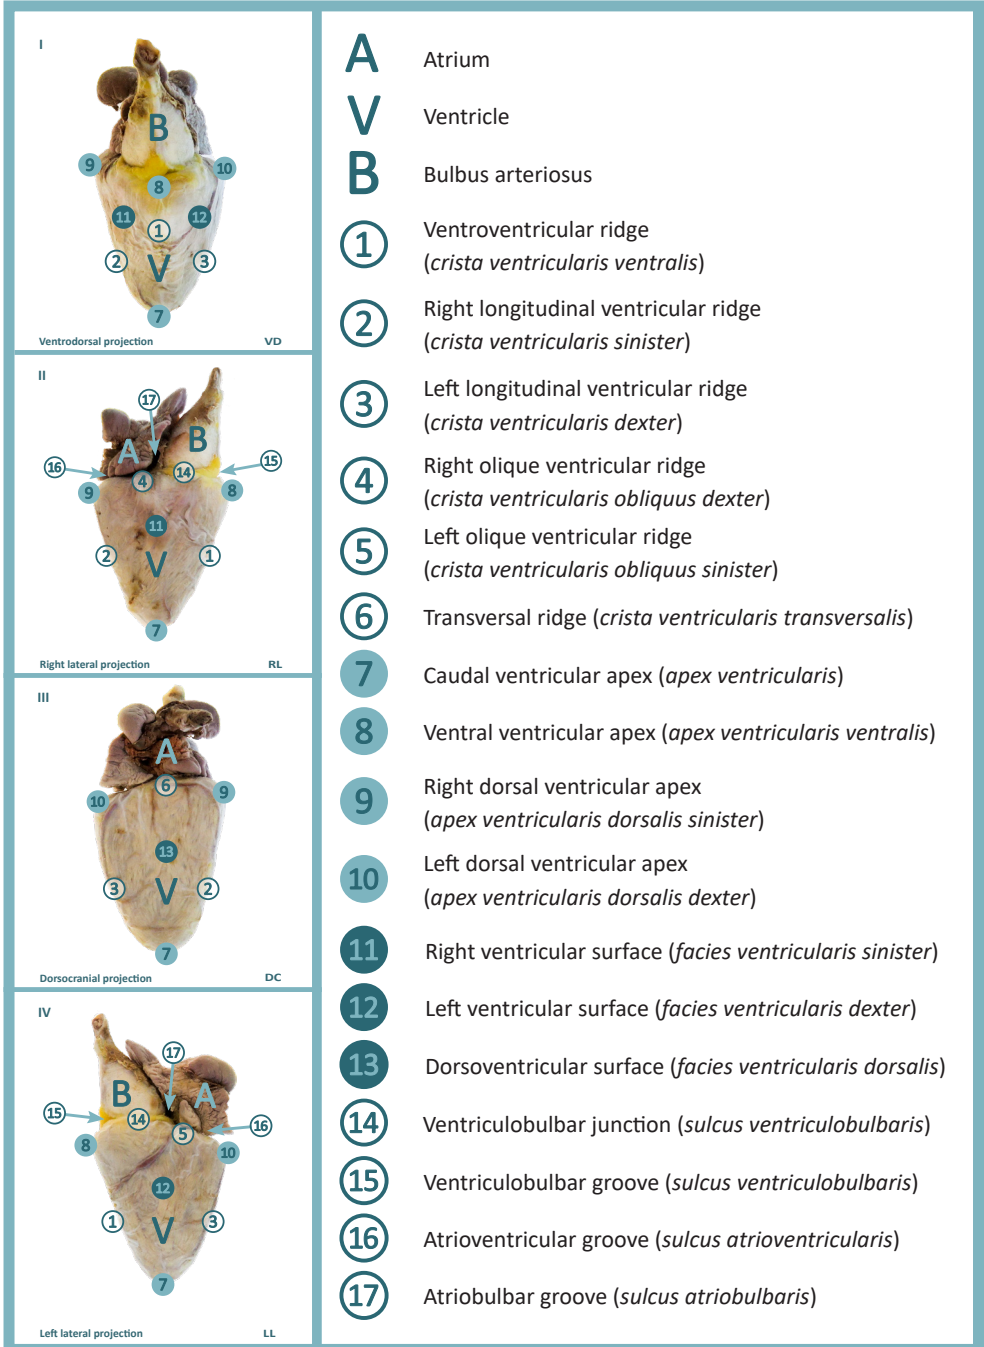 I
B
9
10
8
11
12
1
2
V
3
7
Ventrodorsal projection VD
II
17
B
A
16
15
14
4
9
8
11
2
V
1
7
Right lateral projection RL
III
A
6
10
9
13
3
V
2
7
Dorsocranial projection DC
IV
17
B
A
15
14
16
5
8
10
12
1
V
3
7
Left lateral projection LL
A Atrium
V Ventricle
B Bulbus arteriosus
1 Ventroventricular ridge
(crista ventricularis ventralis)
2 Right longitudinal ventricular ridge
(crista ventricularis sinister)
3 Left longitudinal ventricular ridge
(crista ventricularis dexter)
4 Right olique ventricular ridge
(crista ventricularis obliquus dexter)
5 Left olique ventricular ridge
(crista ventricularis obliquus sinister)
6 Transversal ridge (crista ventricularis transversalis)
7 Caudal ventricular apex (apex ventricularis)
8 Ventral ventricular apex (apex ventricularis ventralis)
9 Right dorsal ventricular apex
(apex ventricularis dorsalis sinister)
10 Left dorsal ventricular apex
(apex ventricularis dorsalis dexter)
11 Right ventricular surface (facies ventricularis sinister)
12 Left ventricular surface (facies ventricularis dexter)
13 Dorsoventricular surface (facies ventricularis dorsalis)
14 Ventriculobulbar junction (sulcus ventriculobulbaris)
15 Ventriculobulbar groove (sulcus ventriculobulbaris)
16 Atrioventricular groove (sulcus atrioventricularis)
17 Atriobulbar groove (sulcus atriobulbaris)